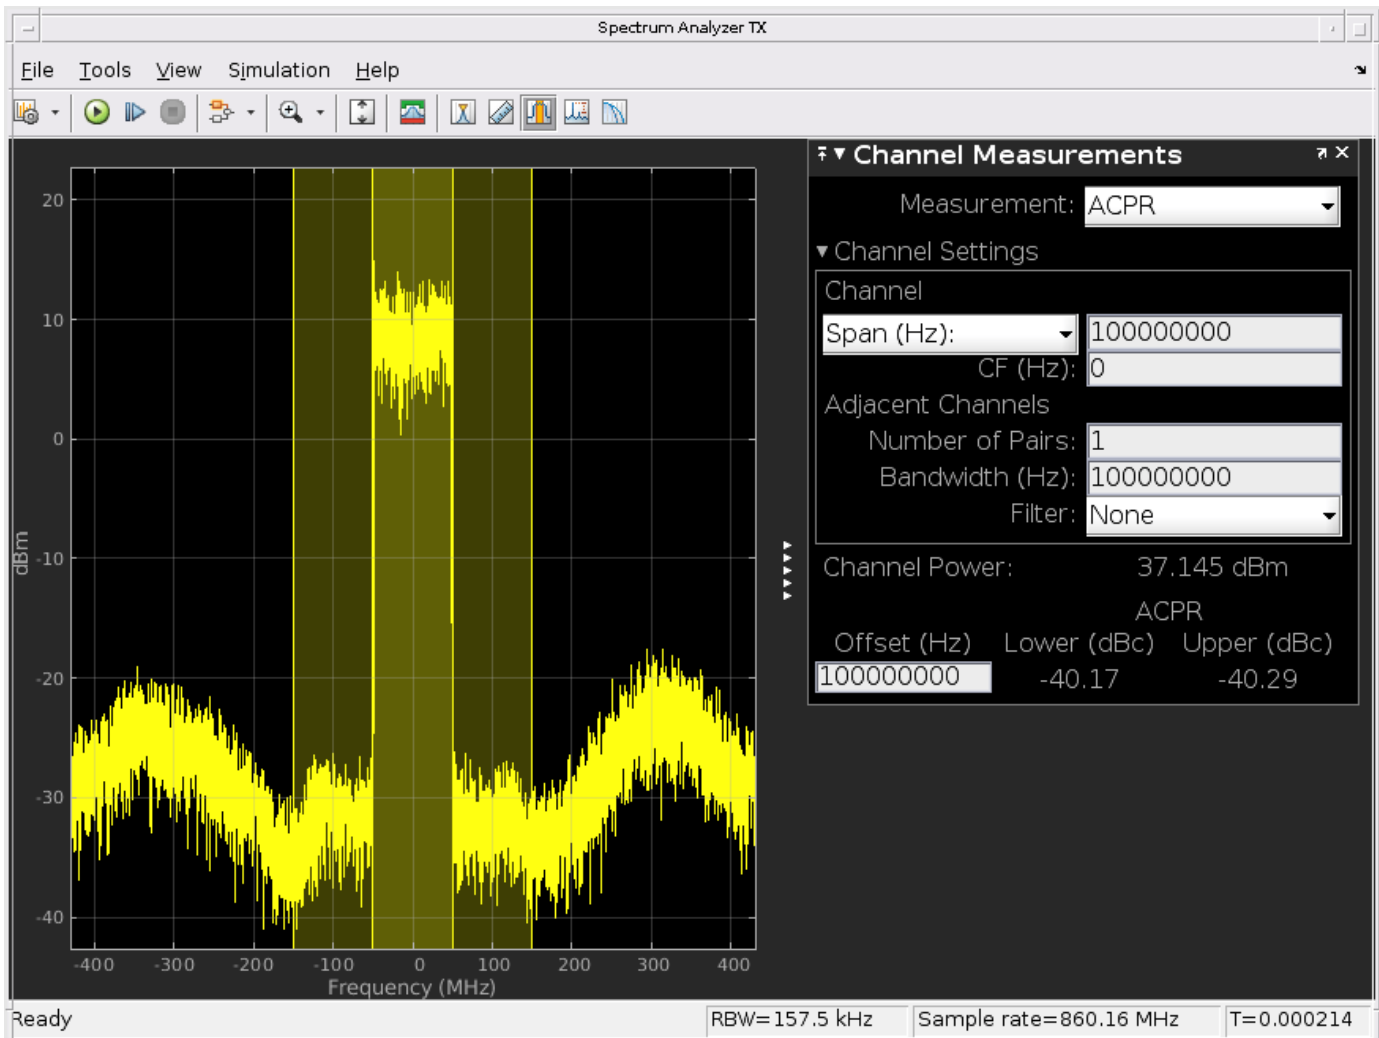 Spectrum Analyzer TX
File Tools View Simulation Help
Channel Measurements
Measurement: ACPR
Channel Settings
Channel
Span (Hz): 100000000
CF (Hz): 0
Adjacent Channels
Number of Pairs: 1
Bandwidth (Hz): 100000000
Filter: None
Channel Power: 37.145 dBm
ACPR
Offset (Hz) Lower (dBc) Upper (dBc)
100000000 -40.17 -40.29
20
10
0
-10
-20
-30
-40
dBm
-400 -300 -200 -100 0 100 200 300 400
Frequency (MHz)
Ready RBW=157.5 kHz Sample rate=860.16 MHz T=0.000214